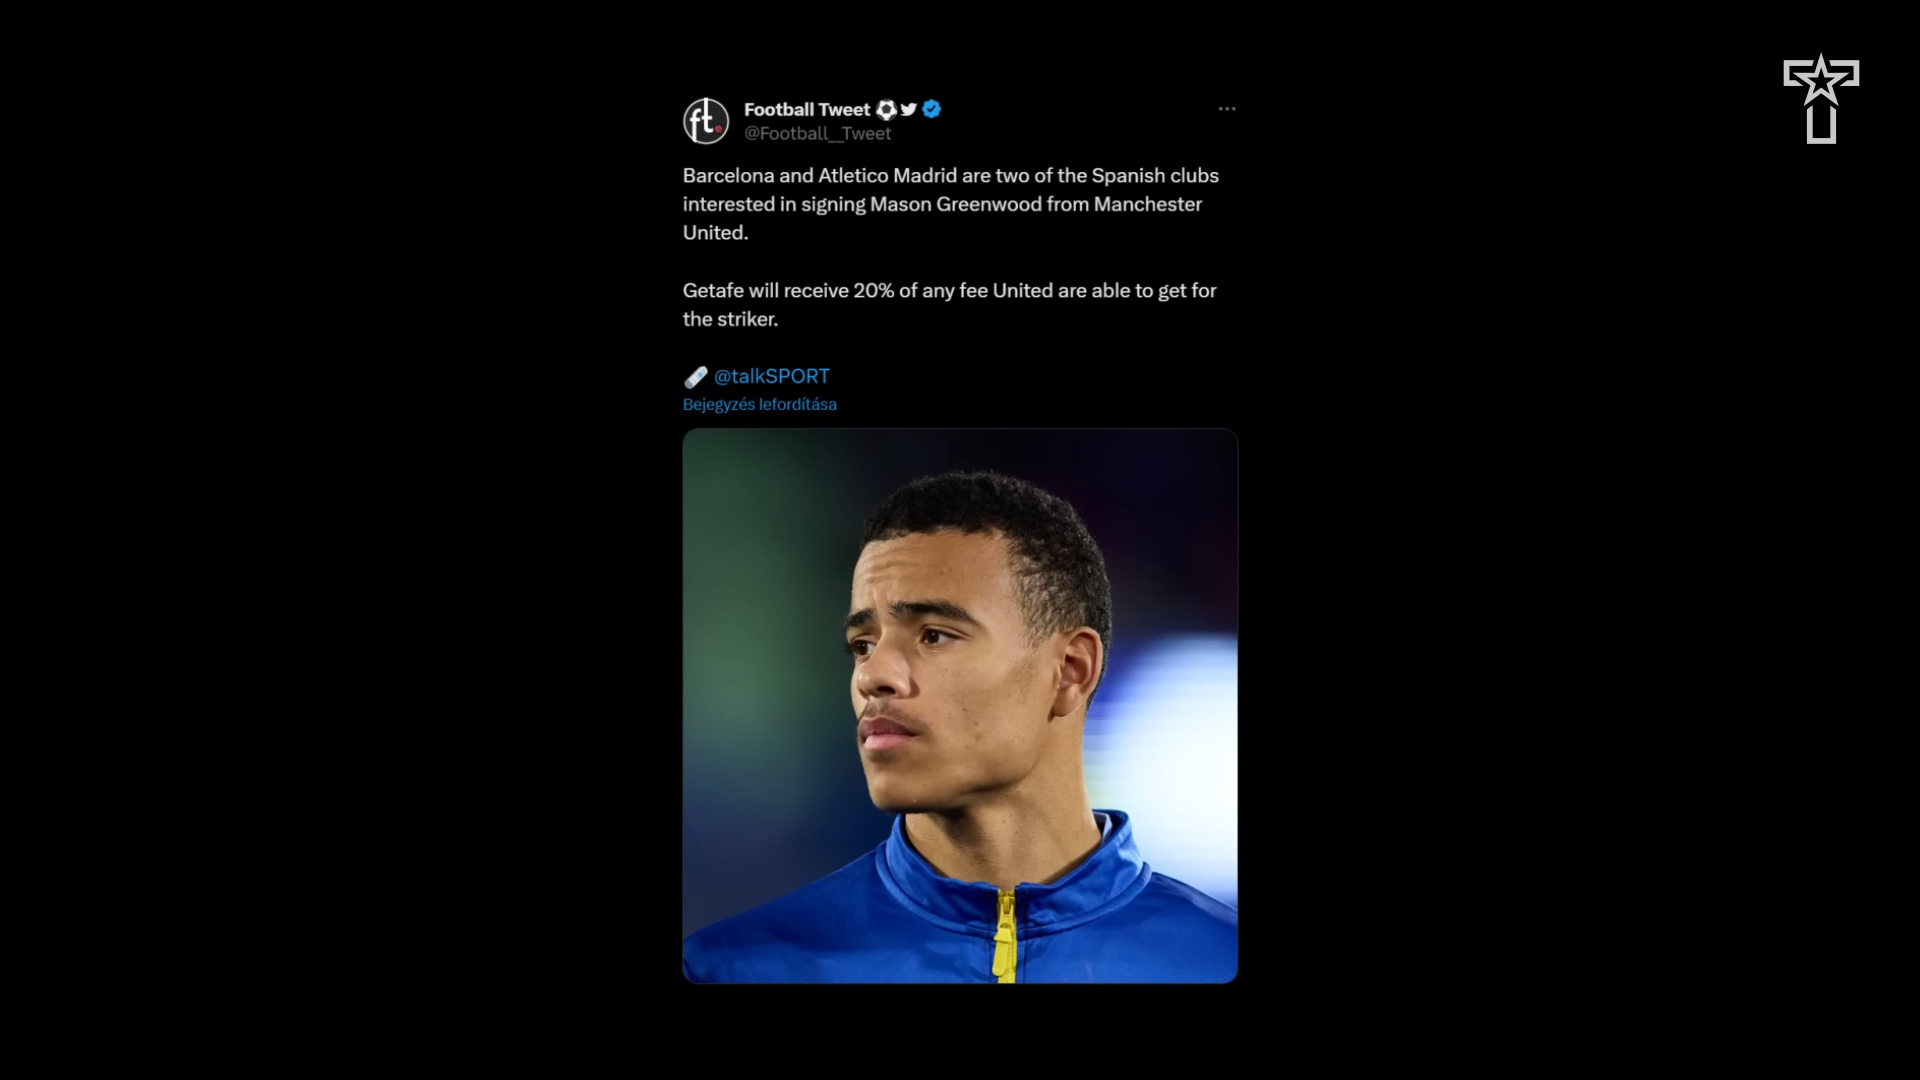 ft.
Football Tweet
@Football__Tweet
Barcelona and Atletico Madrid are two of the Spanish clubs
interested in signing Mason Greenwood from Manchester
United.
Getafe will receive 20% of any fee United are able to get for
the striker.
@talkSPORT
Bejegyzés lefordítása